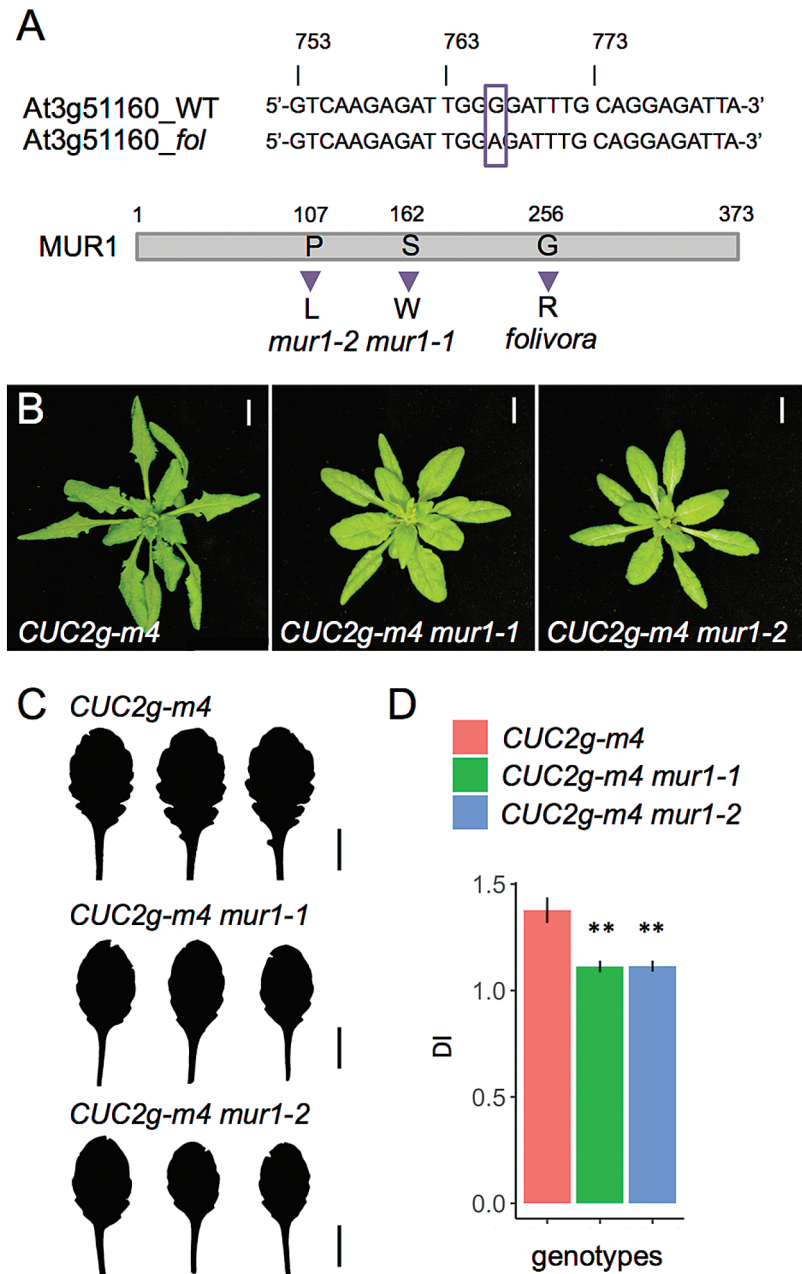 A
753 763 773
At3g51160_WT 5’-GTCAAGAGAT TGGGGATTTG CAGGAGATTA-3’
At3g51160_fol 5’-GTCAAGAGAT TGGAGATTTG CAGGAGATTA-3’
1 107 162 256 373
MUR1 P S G
L W R
mur1-2 mur1-1 folivora
B
CUC2g-m4 CUC2g-m4 mur1-1 CUC2g-m4 mur1-2
C
CUC2g-m4
CUC2g-m4 mur1-1
CUC2g-m4 mur1-2
D
CUC2g-m4
CUC2g-m4 mur1-1
CUC2g-m4 mur1-2
1.5
** **
1.0
DI
0.5
0.0
genotypes